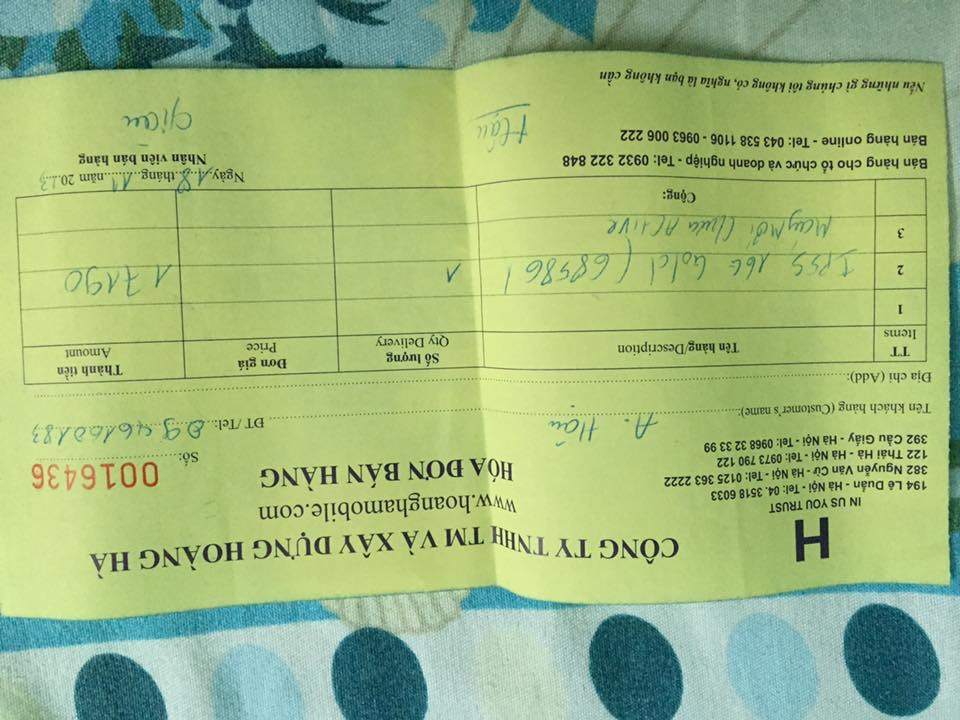 H
IN US YOU TRUST
194 Lê Duẩn - Hà Nội - Tel: 04. 3518 6033
382 Nguyễn Văn Cừ - Hà Nội - Tel: 0125 363 2222
122 Thái Hà - Hà Nội - Tel: 0973 790 122
392 Cầu Giấy - Hà Nội - Tel: 0968 32 33 99
CÔNG TY TNHH TM VÀ XÂY DỰNG HOÀNG HÀ
www.hoanghamobile.com
HÓA ĐƠN BÁN HÀNG
Số: 0016436
Tên khách hàng (Customer's name): A. Hậu ĐT/Tel: 0946160183
Địa chỉ (Add):
TT Items Tên hàng/Description Số lượng Qty Delivery Đơn giá Price Thành tiền Amount
1
2 IP5S 16G Gold (685861 1 17190
3 Máy mới chưa Active
Cộng:
Bán hàng cho tổ chức và doanh nghiệp - Tel: 0932 322 848
Bán hàng online - Tel: 043 538 1106 - 0963 006 222
Ngày 18 tháng 11 năm 2013
Nhân viên bán hàng
Hậu
Nếu những gì chúng tôi không có, nghĩa là bạn không cần